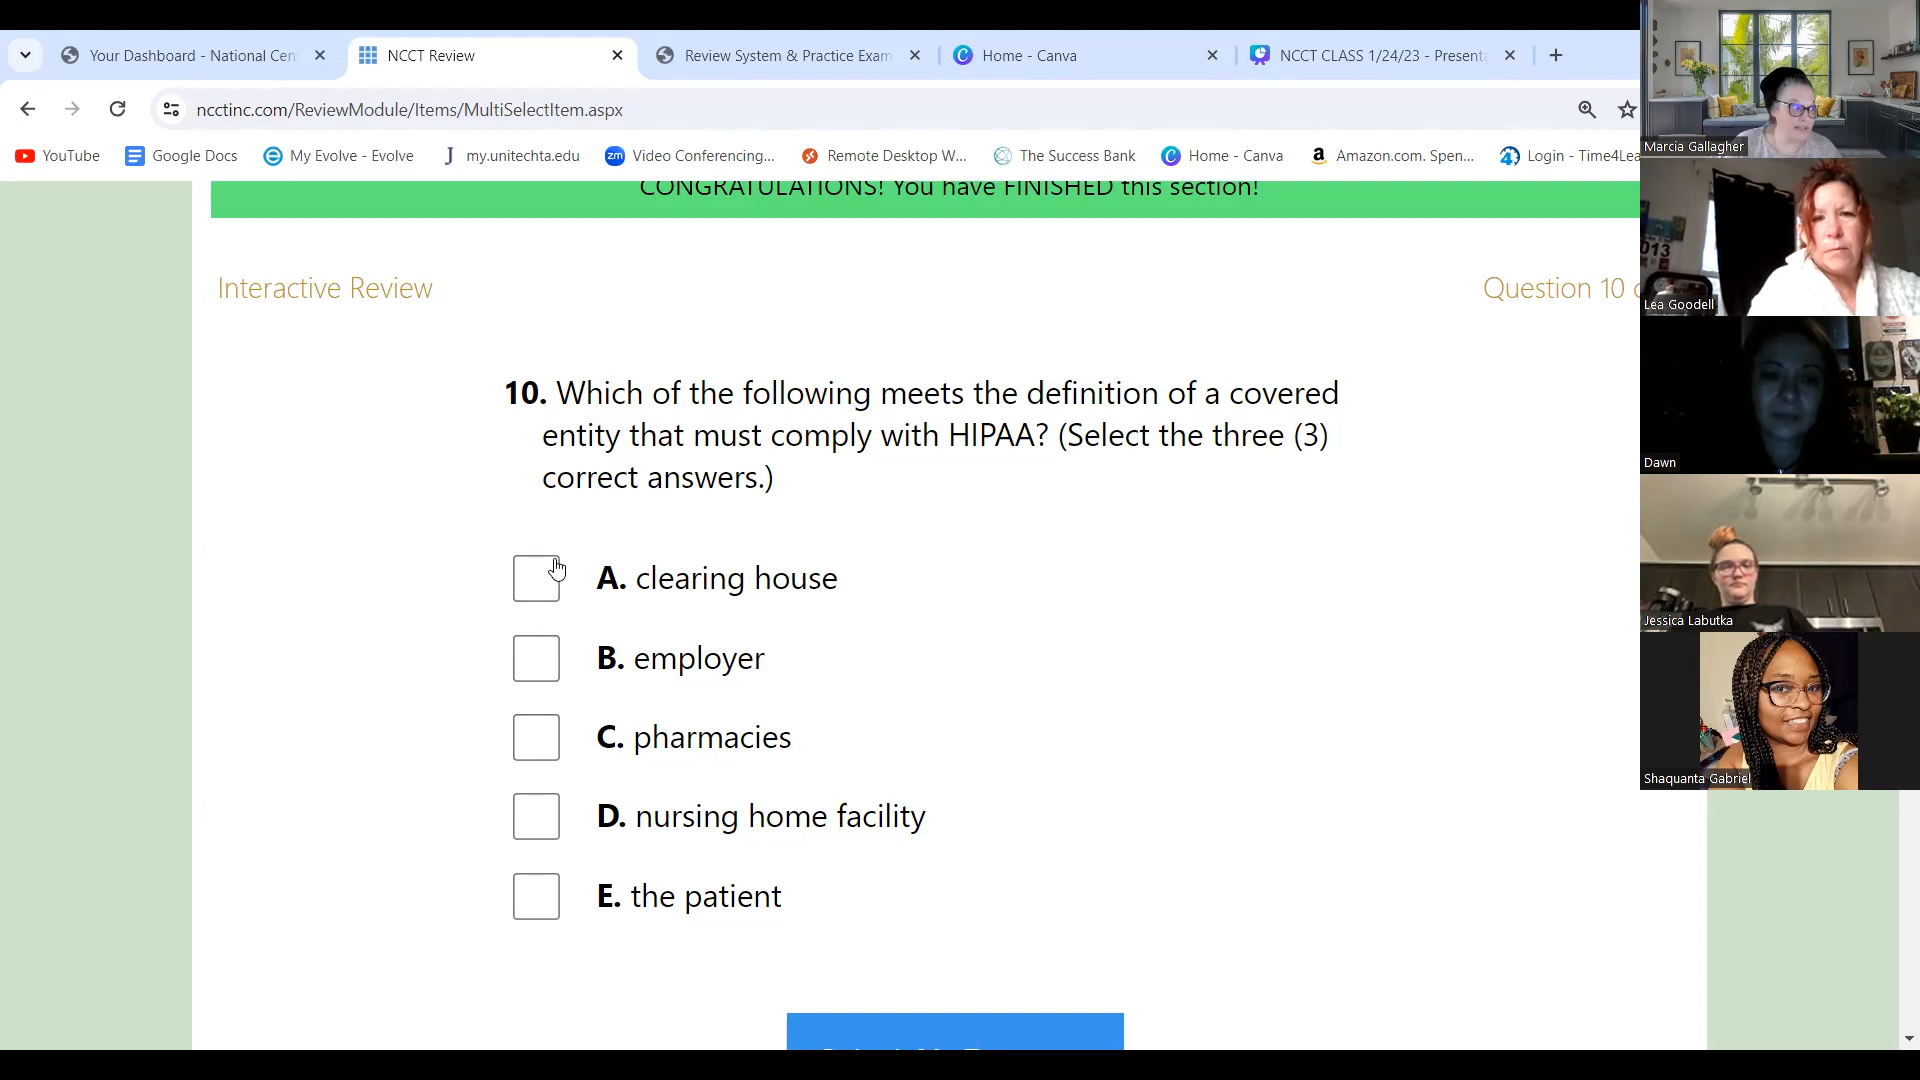 Your Dashboard - National Cen
NCCT Review
Review System & Practice Exam
Home - Canva
NCCT CLASS 1/24/23 - Presenta
ncctinc.com/ReviewModule/Items/MultiSelectItem.aspx
YouTube
Google Docs
My Evolve - Evolve
my.unitechta.edu
zm Video Conferencing...
Remote Desktop W...
The Success Bank
Home - Canva
Amazon.com. Spen...
Login - Time4Lea
CONGRATULATIONS! You have FINISHED this section!
Interactive Review
Question 10 o
10. Which of the following meets the definition of a covered
entity that must comply with HIPAA? (Select the three (3)
correct answers.)
A. clearing house
B. employer
C. pharmacies
D. nursing home facility
E. the patient
Marcia Gallagher
013
Lea Goodell
Dawn
Jessica Labutka
Shaquanta Gabriel